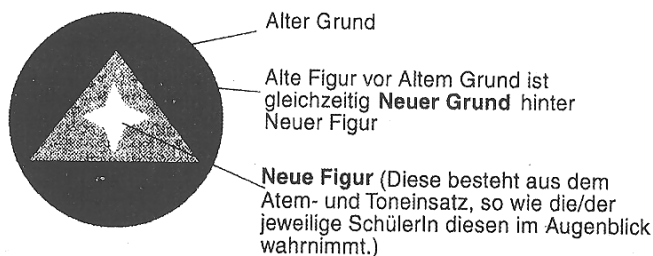 Alter Grund
Alte Figur vor Altem Grund ist
gleichzeitig Neuer Grund hinter
Neuer Figur
Neue Figur (Diese besteht aus dem
Atem- und Toneinsatz, so wie die/der
jeweilige SchülerIn diesen im Augenblick
wahrnimmt.)